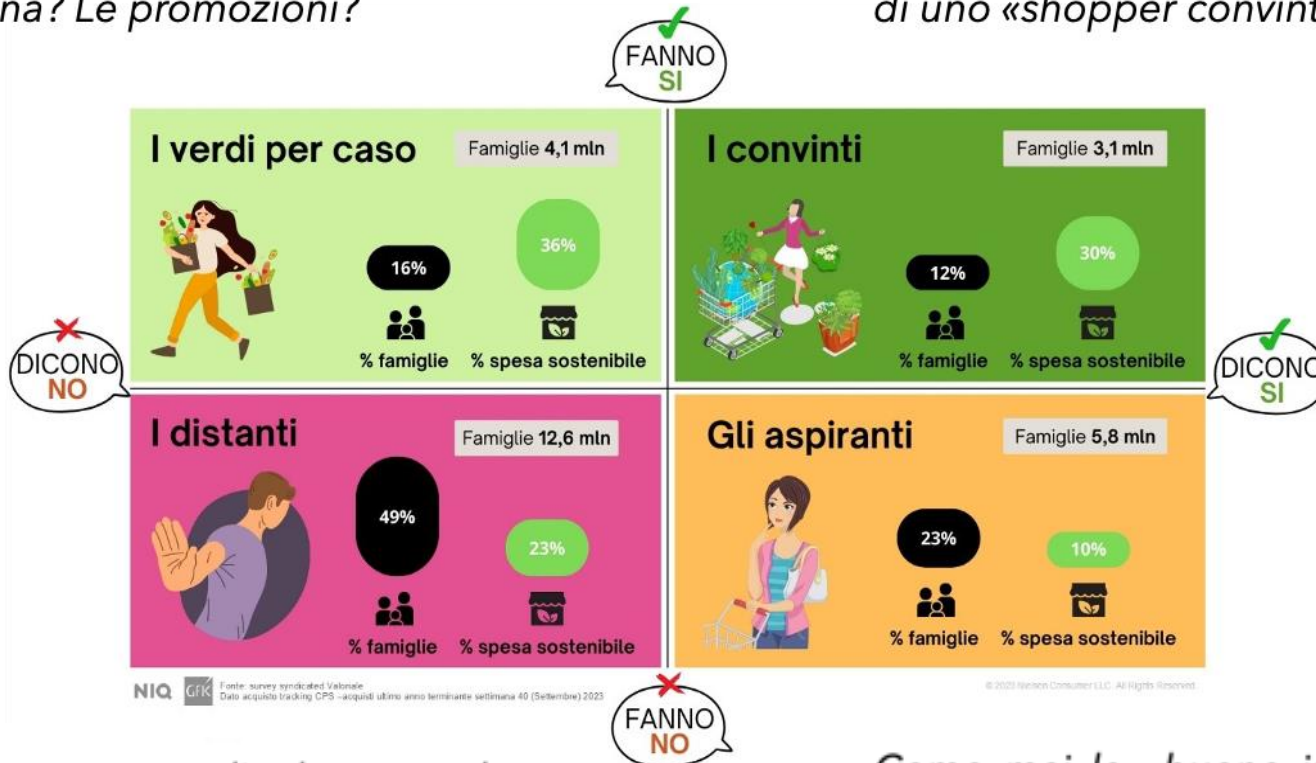 na? Le promozioni?
di uno «shopper convint
FANNO
SI
I verdi per caso
Famiglie 4,1 mln
16%
36%
% famiglie
% spesa sostenibile
I convinti
Famiglie 3,1 mln
12%
30%
% famiglie
% spesa sostenibile
DICONO
NO
DICONO
SI
I distanti
Famiglie 12,6 mln
49%
23%
% famiglie
% spesa sostenibile
Gli aspiranti
Famiglie 5,8 mln
23%
10%
% famiglie
% spesa sostenibile
NIQ GFK
Fonte: survey syndicated Valoriale
Dato acquisto tracking CPS –acquisti ultimo anno terminante settimana 40 (Settembre) 2023
© 2023 Nielsen Consumer LLC. All Rights Reserved.
FANNO
NO